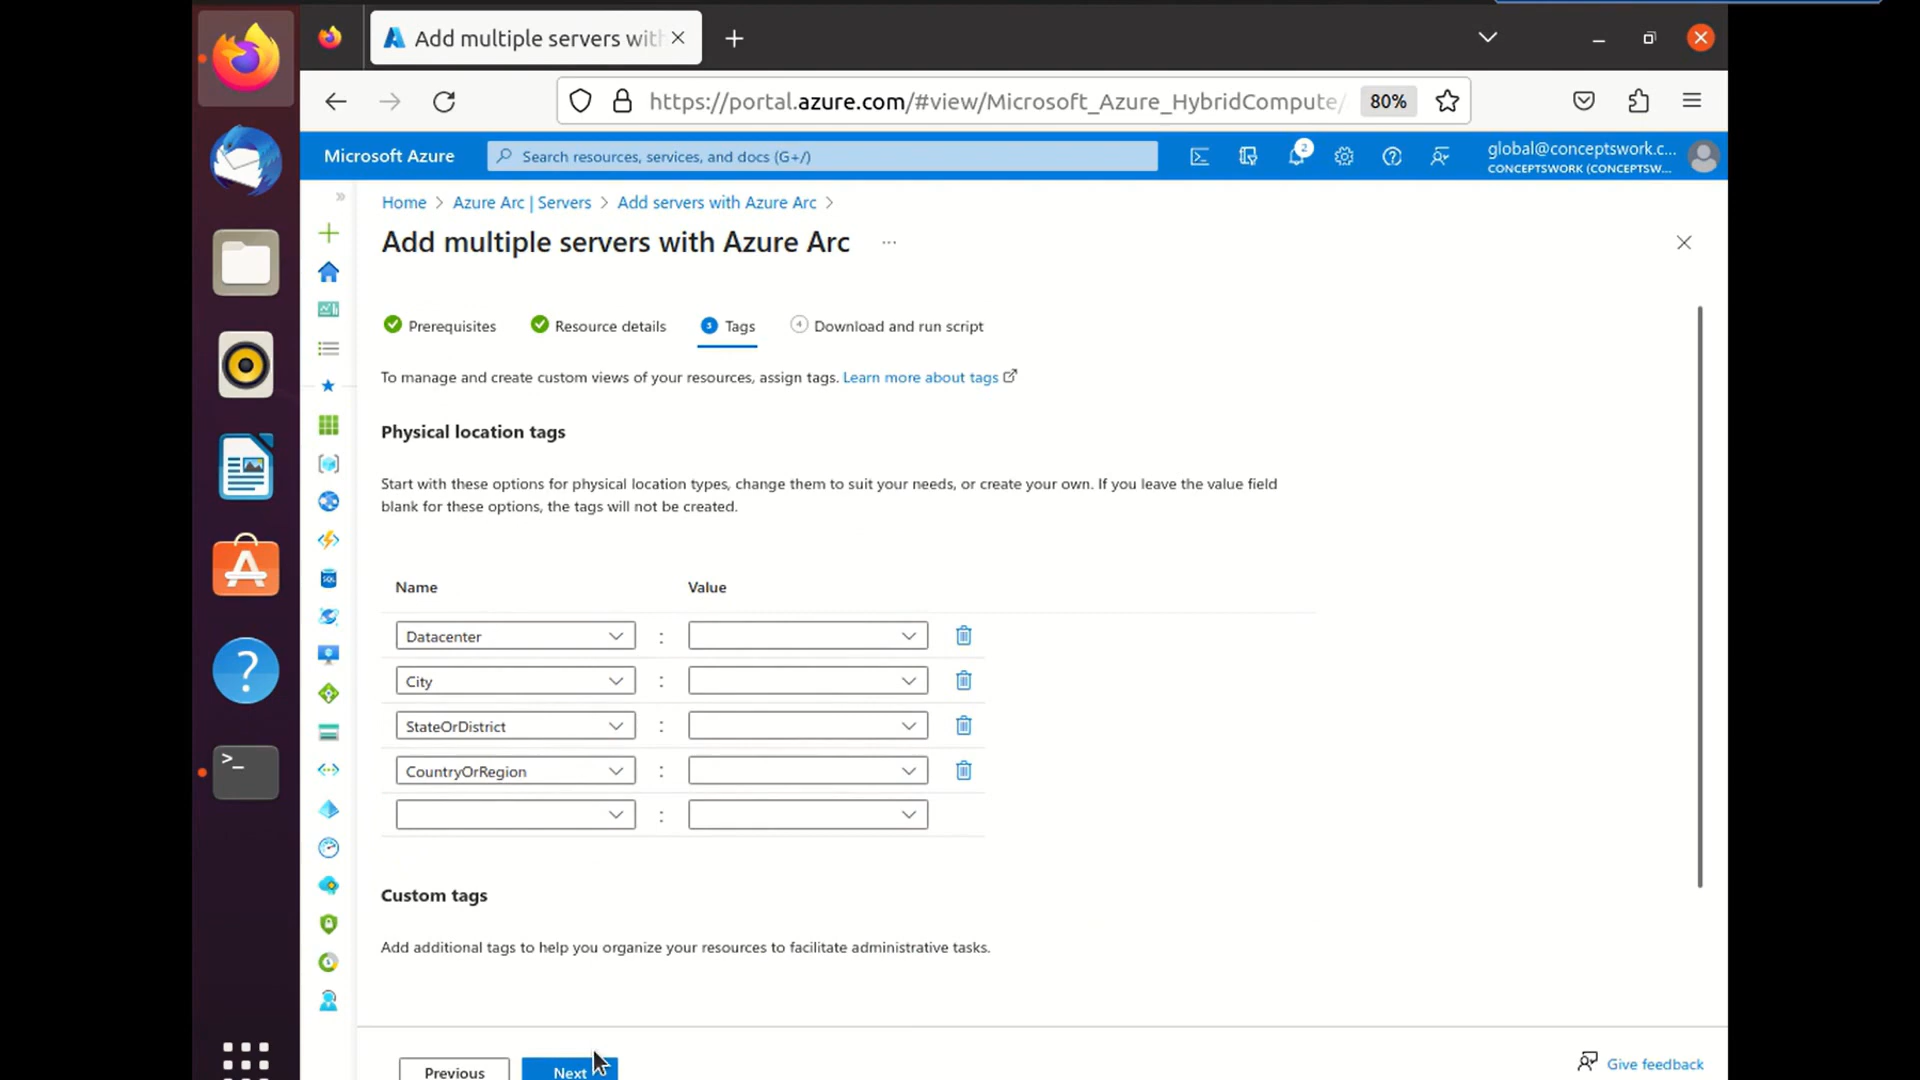 Add multiple servers with
https://portal.azure.com/#view/Microsoft_Azure_HybridCompute/
80%
Microsoft Azure
Search resources, services, and docs (G+/)
2
global@conceptswork.c...
CONCEPTSWORK (CONCEPTSW...
Home > Azure Arc | Servers > Add servers with Azure Arc >
Add multiple servers with Azure Arc ...
Prerequisites
Resource details
3 Tags
4 Download and run script
To manage and create custom views of your resources, assign tags. Learn more about tags
Physical location tags
Start with these options for physical location types, change them to suit your needs, or create your own. If you leave the value field
blank for these options, the tags will not be created.
Name Value
Datacenter :
City :
StateOrDistrict :
CountryOrRegion :
:
Custom tags
Add additional tags to help you organize your resources to facilitate administrative tasks.
Previous Next
Give feedback